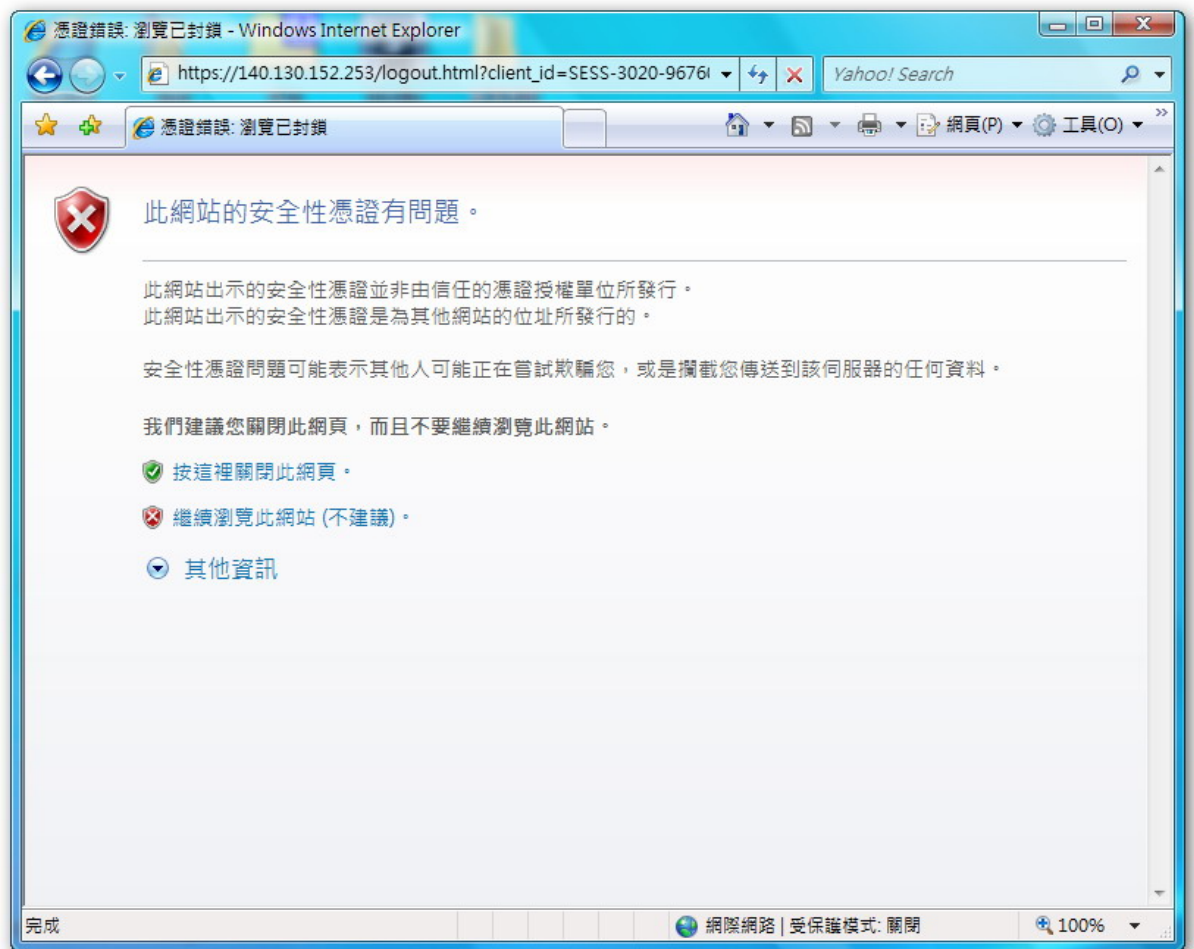 憑證錯誤: 瀏覽已封鎖 - Windows Internet Explorer
https://140.130.152.253/logout.html?client_id=SESS-3020-9676
Yahoo! Search
憑證錯誤: 瀏覽已封鎖
網頁(P)
工具(O)
此網站的安全性憑證有問題。
此網站出示的安全性憑證並非由信任的憑證授權單位所發行。
此網站出示的安全性憑證是為其他網站的位址所發行的。
安全性憑證問題可能表示其他人可能正在嘗試欺騙您，或是攔截您傳送到該伺服器的任何資料。
我們建議您關閉此網頁，而且不要繼續瀏覽此網站。
按這裡關閉此網頁。
繼續瀏覽此網站 (不建議)。
其他資訊
完成
網際網路 | 受保護模式: 關閉
100%